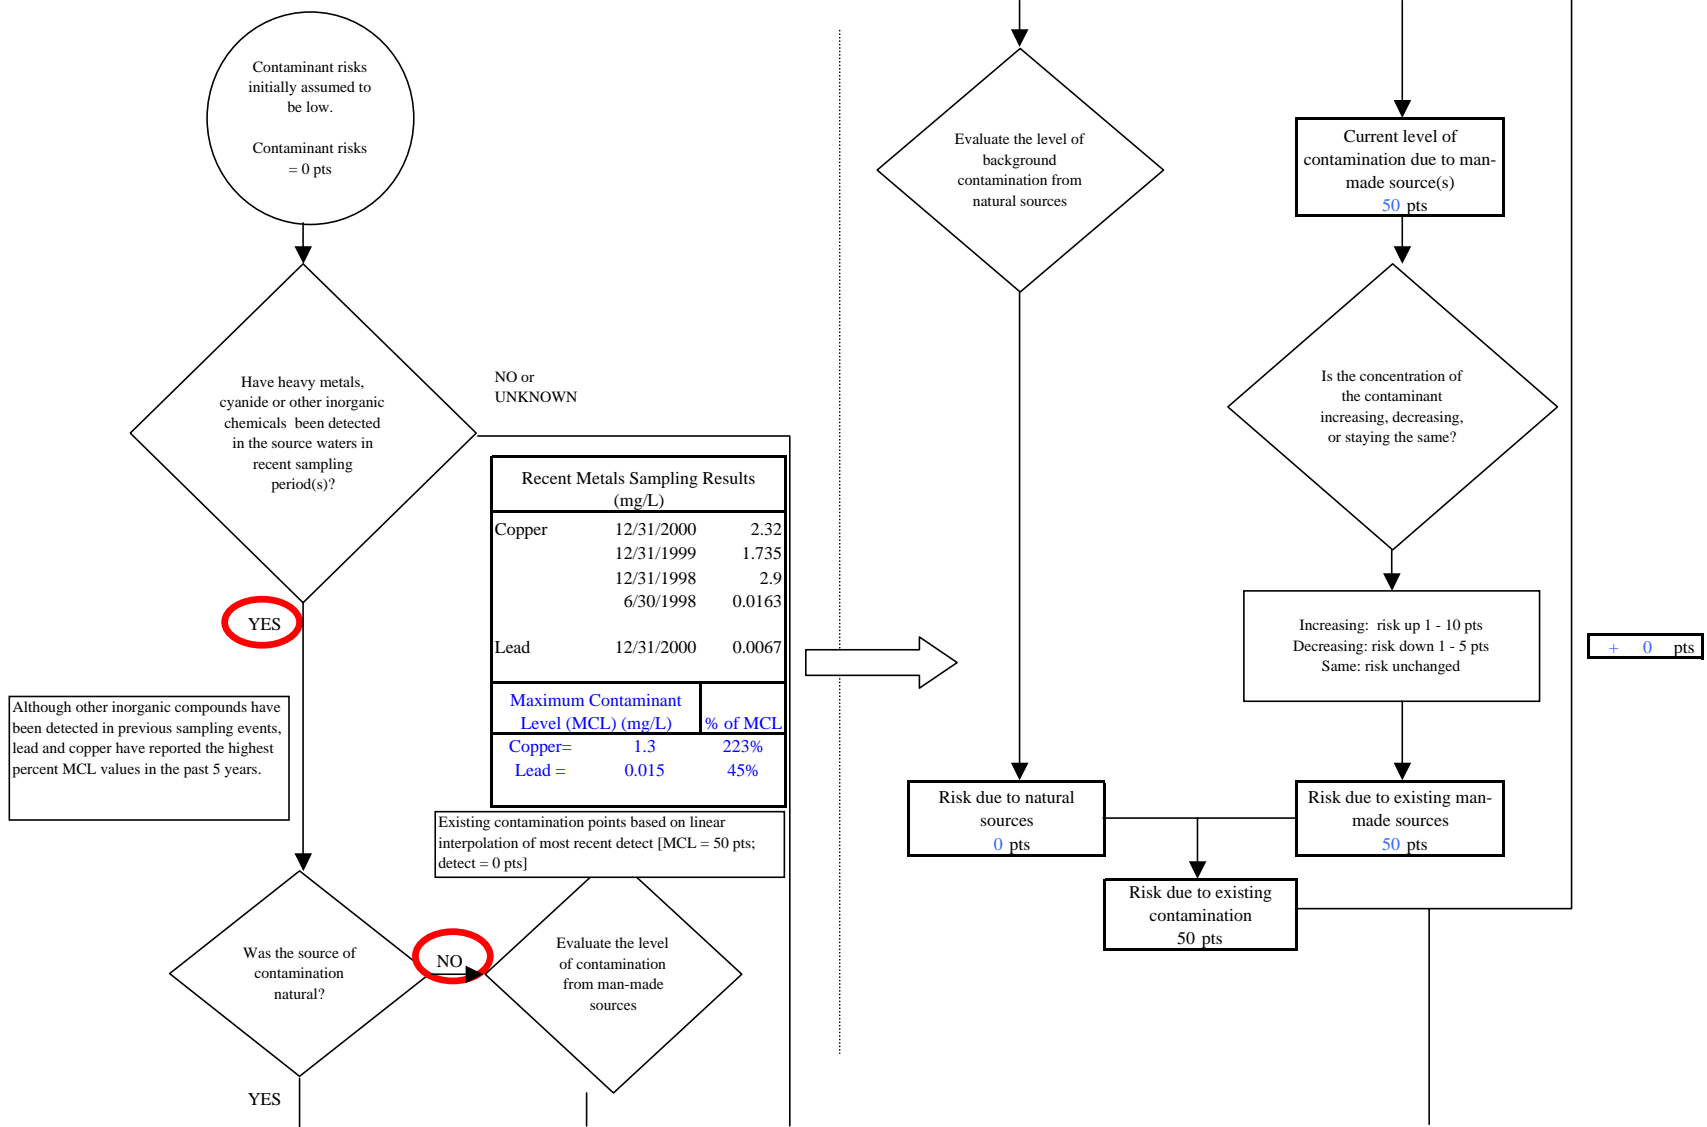 Contaminant risks
initially assumed to
be low.
Contaminant risks
= 0 pts
Have heavy metals,
cyanide or other inorganic
chemicals been detected
in the source waters in
recent sampling
period(s)?
NO or
UNKNOWN
Recent Metals Sampling Results
(mg/L)
Copper 12/31/2000 2.32
12/31/1999 1.735
12/31/1998 2.9
6/30/1998 0.0163
Lead 12/31/2000 0.0067
Maximum Contaminant
Level (MCL) (mg/L) % of MCL
Copper= 1.3 223%
Lead = 0.015 45%
YES
Although other inorganic compounds have
been detected in previous sampling events,
lead and copper have reported the highest
percent MCL values in the past 5 years.
Existing contamination points based on linear
interpolation of most recent detect [MCL = 50 pts;
detect = 0 pts]
Was the source of
contamination
natural?
NO
Evaluate the level
of contamination
from man-made
sources
YES
Evaluate the level of
background
contamination from
natural sources
Current level of
contamination due to man-
made source(s)
50 pts
Is the concentration of
the contaminant
increasing, decreasing,
or staying the same?
Increasing: risk up 1 - 10 pts
Decreasing: risk down 1 - 5 pts
Same: risk unchanged
+ 0 pts
Risk due to natural
sources
0 pts
Risk due to existing man-
made sources
50 pts
Risk due to existing
contamination
50 pts